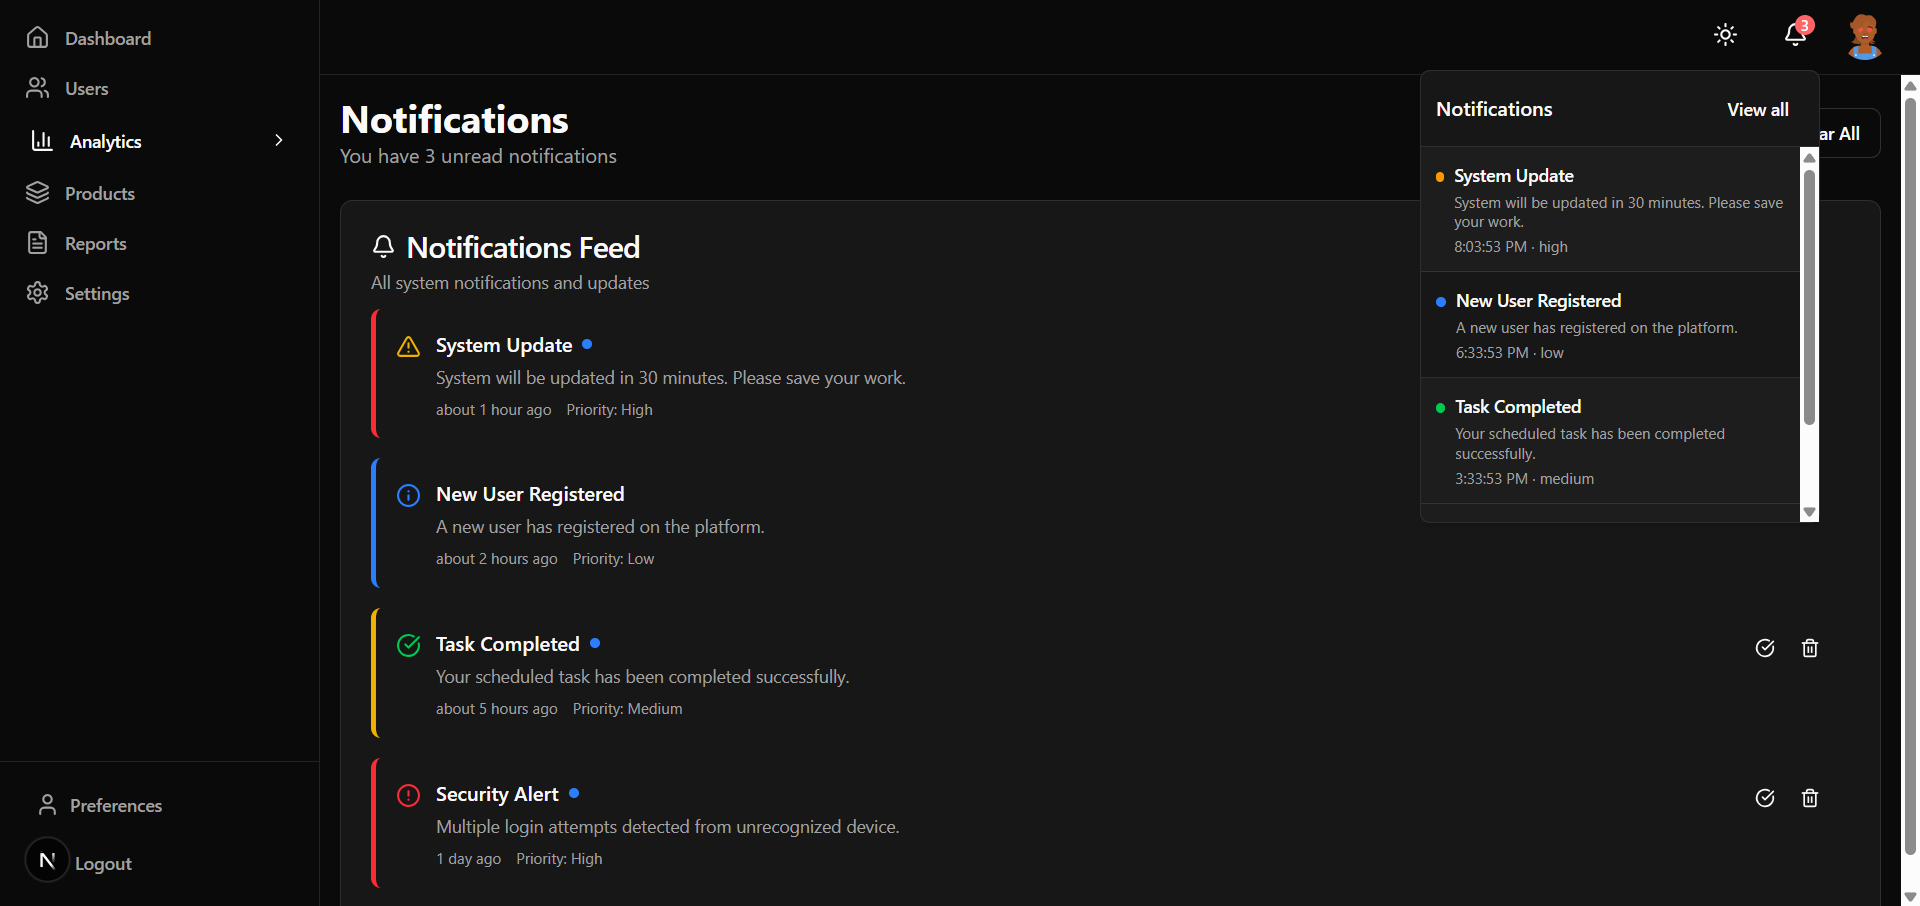 Dashboard
Users
Analytics
Products
Reports
Settings
Preferences
N
Logout
3
Notifications
You have 3 unread notifications
ar All
Notifications Feed
All system notifications and updates
System Update
System will be updated in 30 minutes. Please save your work.
about 1 hour ago Priority: High
New User Registered
A new user has registered on the platform.
about 2 hours ago Priority: Low
Task Completed
Your scheduled task has been completed successfully.
about 5 hours ago Priority: Medium
Security Alert
Multiple login attempts detected from unrecognized device.
1 day ago Priority: High
Notifications View all
System Update
System will be updated in 30 minutes. Please save
your work.
8:03:53 PM · high
New User Registered
A new user has registered on the platform.
6:33:53 PM · low
Task Completed
Your scheduled task has been completed
successfully.
3:33:53 PM · medium